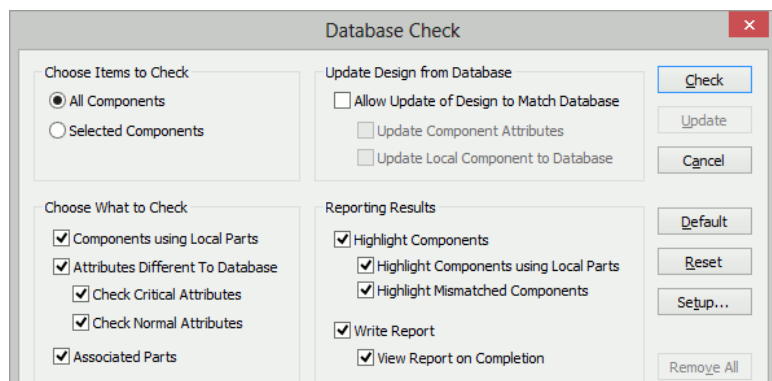 Database Check
Choose Items to Check
All Components
Selected Components
Update Design from Database
Allow Update of Design to Match Database
Update Component Attributes
Update Local Component to Database
Check
Update
Cancel
Choose What to Check
Components using Local Parts
Attributes Different To Database
Check Critical Attributes
Check Normal Attributes
Associated Parts
Reporting Results
Highlight Components
Highlight Components using Local Parts
Highlight Mismatched Components
Write Report
View Report on Completion
Default
Reset
Setup...
Remove All